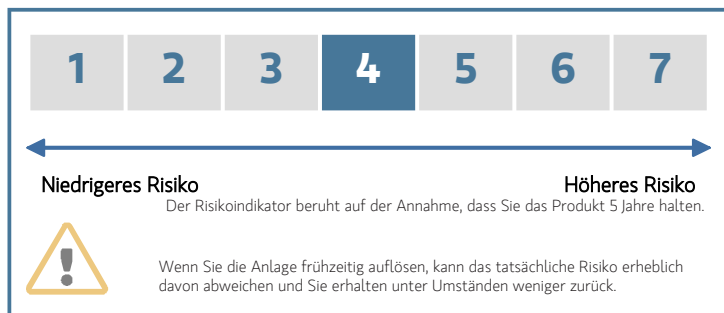 1 2 3 4 5 6 7
Niedrigeres Risiko Höheres Risiko
Der Risikoindikator beruht auf der Annahme, dass Sie das Produkt 5 Jahre halten.
Wenn Sie die Anlage frühzeitig auflösen, kann das tatsächliche Risiko erheblich
davon abweichen und Sie erhalten unter Umständen weniger zurück.